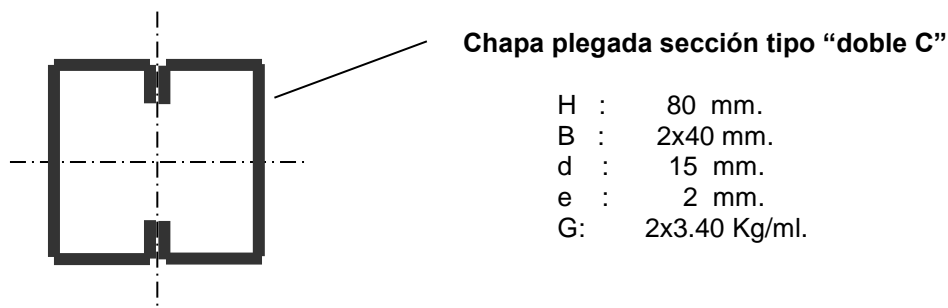 Chapa plegada sección tipo “doble C”
H : 80 mm.
B : 2x40 mm.
d : 15 mm.
e : 2 mm.
G: 2x3.40 Kg/ml.